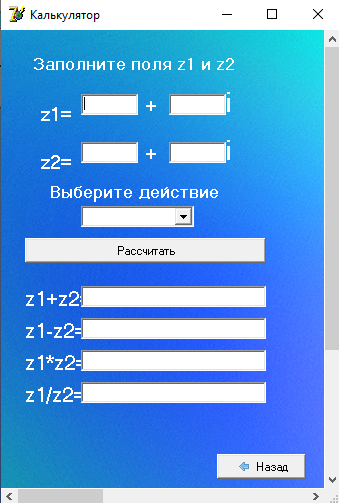 Калькулятор
Заполните поля z1 и z2
z1= + i
z2= + i
Выберите действие
Рассчитать
z1+z2=
z1-z2=
z1*z2=
z1/z2=
Назад